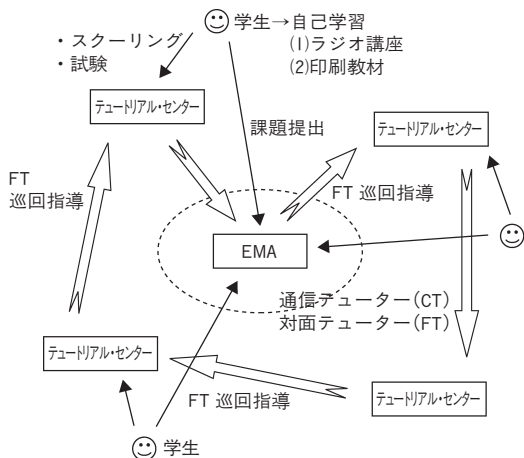 学生→自己学習
(1)ラジオ講座
(2)印刷教材
・スクーリング
・試験
テュートリアル・センター
課題提出
テュートリアル・センター
FT
巡回指導
FT 巡回指導
EMA
通信テューター(CT)
対面テューター(FT)
テュートリアル・センター
FT 巡回指導
テュートリアル・センター
学生